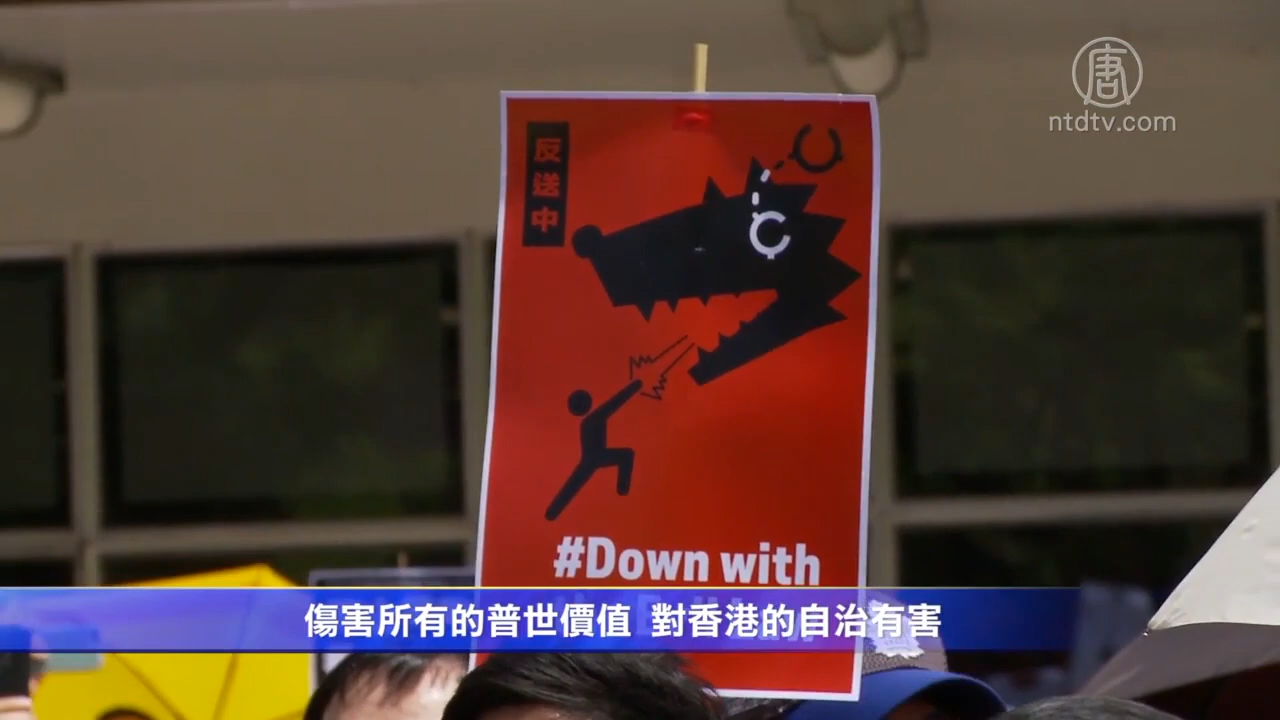 唐
ntdtv.com
反送中
#Down with
傷害所有的普世價值 對香港的自治有害